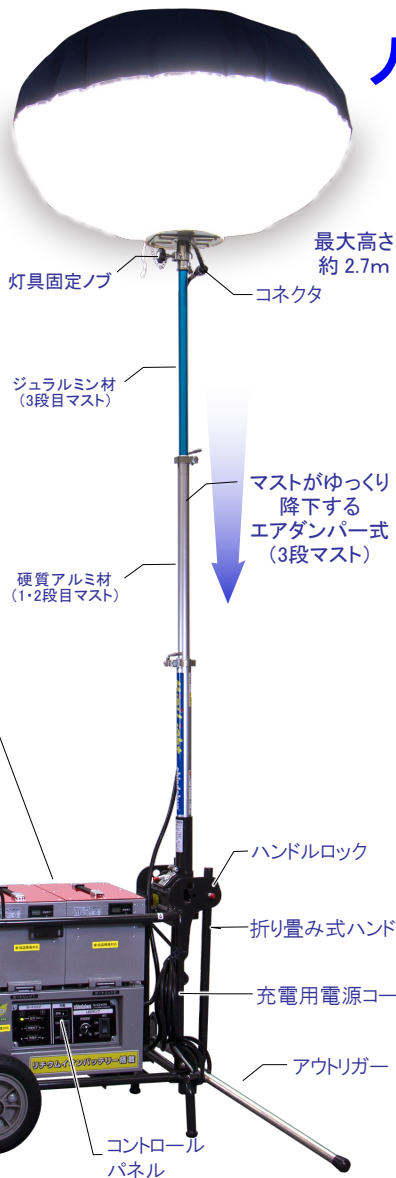 最大高さ
約 2.7m
灯具固定ノブ
コネクタ
ジュラルミン材
（3段目マスト）
マストがゆっくり
降下する
エアダンパー式
（3段マスト）
硬質アルミ材
（1・2段目マスト）
ハンドルロック
折り畳み式ハンド
充電用電源コー
アウトリガー
リチウムイオンバッテリー搭載
コントロール
パネル